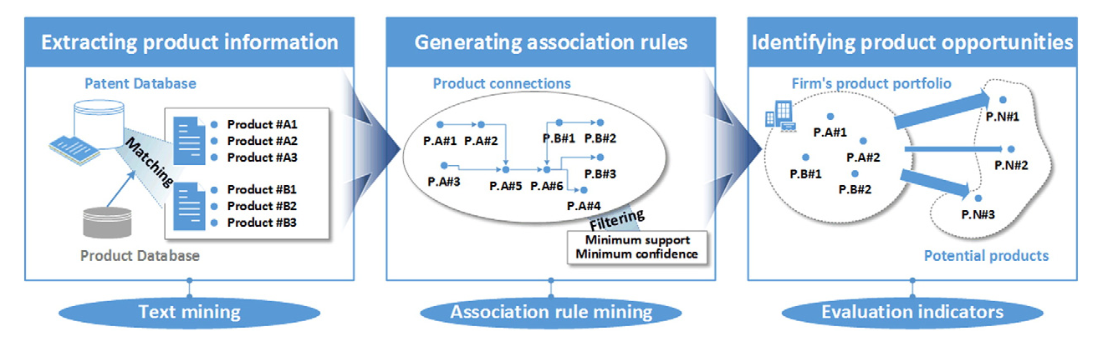 Extracting product information
Patent Database
Product #A1
Product #A2
Product #A3
Matching
Product #B1
Product #B2
Product #B3
Product Database
Text mining
Generating association rules
Product connections
P.A#1
P.A#2
P.B#1
P.B#2
P.A#3
P.A#5
P.A#6
P.B#3
P.A#4
Filtering
Minimum support
Minimum confidence
Association rule mining
Identifying product opportunities
Firm's product portfolio
P.A#1
P.A#2
P.B#1
P.B#2
P.N#1
P.N#2
P.N#3
Potential products
Evaluation indicators